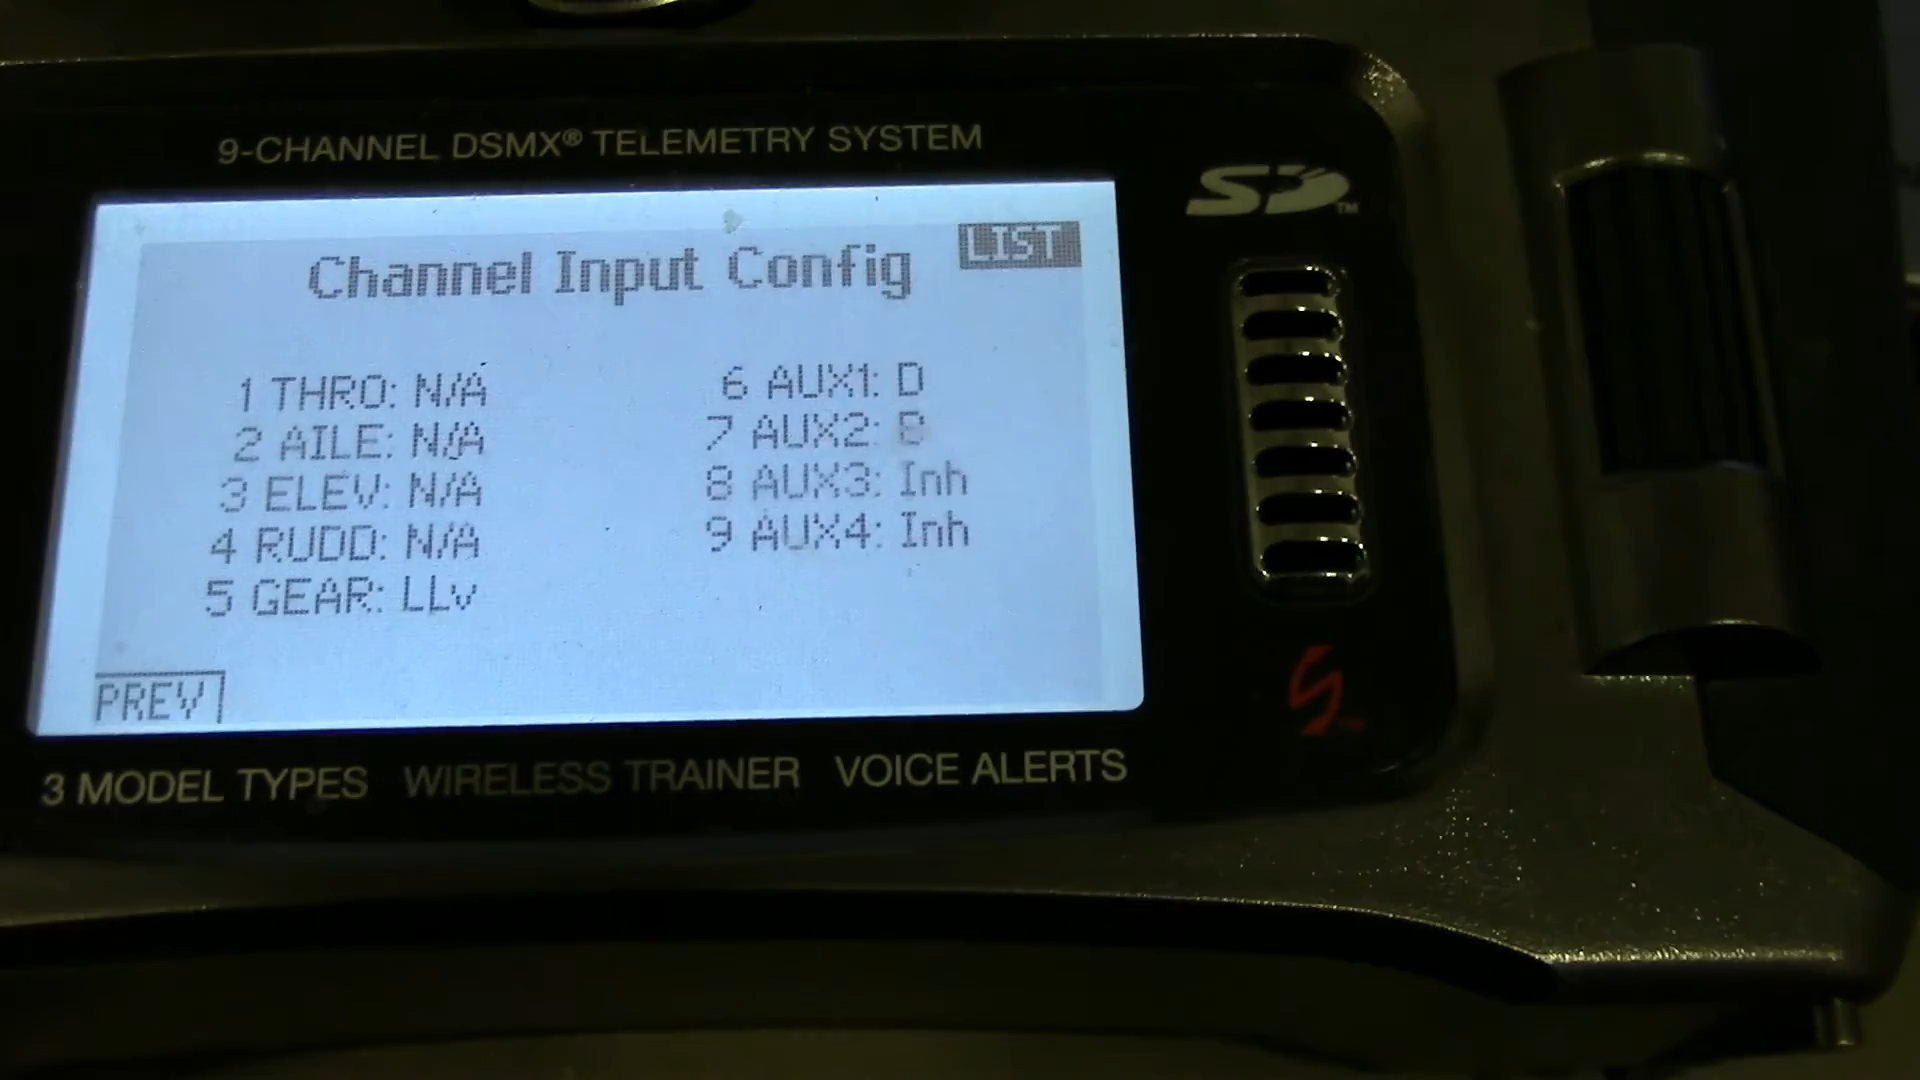 9-CHANNEL DSMX® TELEMETRY SYSTEM
SD™
LIST
Channel Input Config
1 THRO: N/A
2 AILE: N/A
3 ELEV: N/A
4 RUDD: N/A
5 GEAR: LLv
6 AUX1: D
7 AUX2:
8 AUX3: Inh
9 AUX4: Inh
PREV
3 MODEL TYPES WIRELESS TRAINER VOICE ALERTS